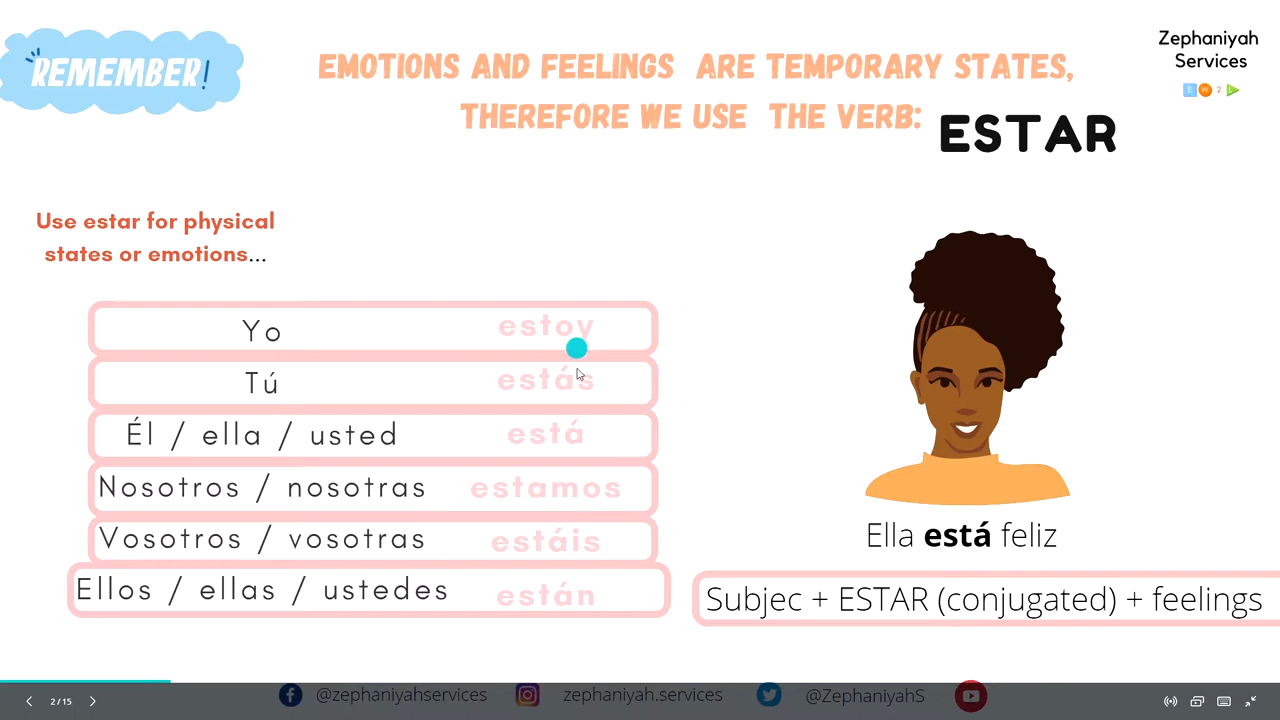 REMEMBER!
EMOTIONS AND FEELINGS ARE TEMPORARY STATES,
THEREFORE WE USE THE VERB:
ESTAR
Zephaniyah
Services
E W 2 L
Use estar for physical
states or emotions...
Yo estoy
Tú estás
Él / ella / usted está
Nosotros / nosotras estamos
Vosotros / vosotras estáis
Ellos / ellas / ustedes están
Ella está feliz
Subjec + ESTAR (conjugated) + feelings
2 / 15
@zephaniyahservices
zephaniyah.services
@ZephaniyahS